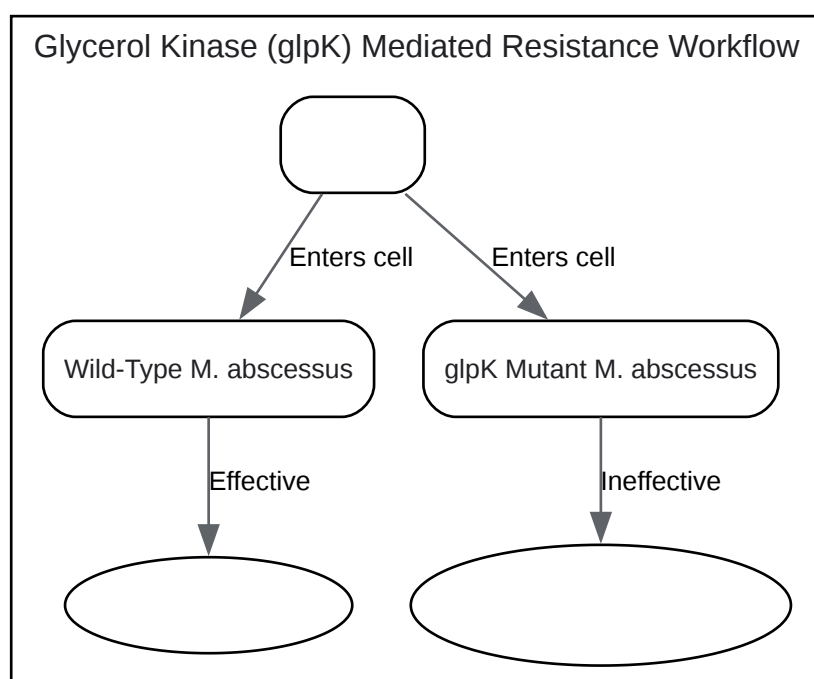 Glycerol Kinase (glpK) Mediated Resistance Workflow
Enters cell
Enters cell
Wild-Type M. abscessus
glpK Mutant M. abscessus
Effective
Ineffective